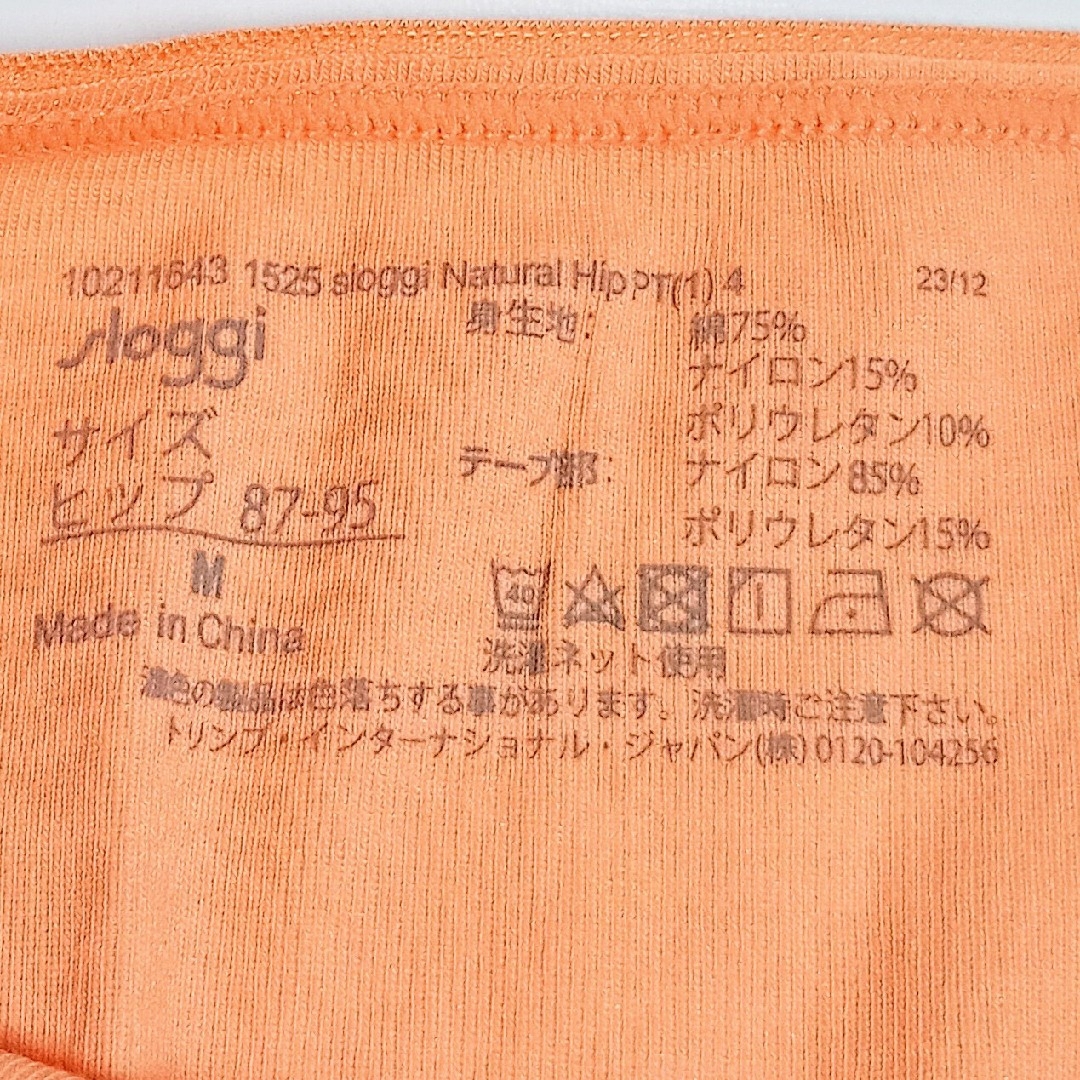 10211543 1525 sloggi Natural HipPT(1) 4 23/12
sloggi
サイズ
ヒップ 87-95
M
Made in China
身生地: 綿75%
ナイロン15%
ポリウレタン10%
テープ部: ナイロン85%
ポリウレタン15%
40
洗濯ネット使用
濃色の製品は色落ちする事があります。洗濯時ご注意下さい。
トリンプ・インターナショナル・ジャパン(株) 0120-104256